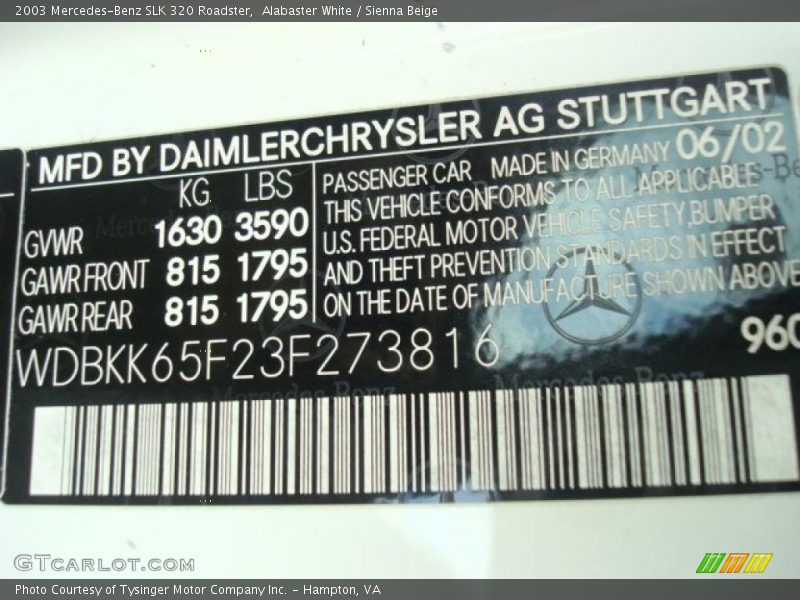 2003 Mercedes-Benz SLK 320 Roadster,  Alabaster White / Sienna Beige
MFD BY DAIMLERCHRYSLER AG STUTTGART
KG LBS
GVWR 1630 3590
GAWR FRONT 815 1795
GAWR REAR 815 1795
PASSENGER CAR MADE IN GERMANY 06/02
THIS VEHICLE CONFORMS TO ALL APPLICABLE
U.S. FEDERAL MOTOR VEHICLE SAFETY, BUMPER
AND THEFT PREVENTION STANDARDS IN EFFECT
ON THE DATE OF MANUFACTURE SHOWN ABOVE
WDBKK65F23F273816
960
Mercedes-Benz
GTCARLOT.COM
Photo Courtesy of Tysinger Motor Company Inc. - Hampton, VA